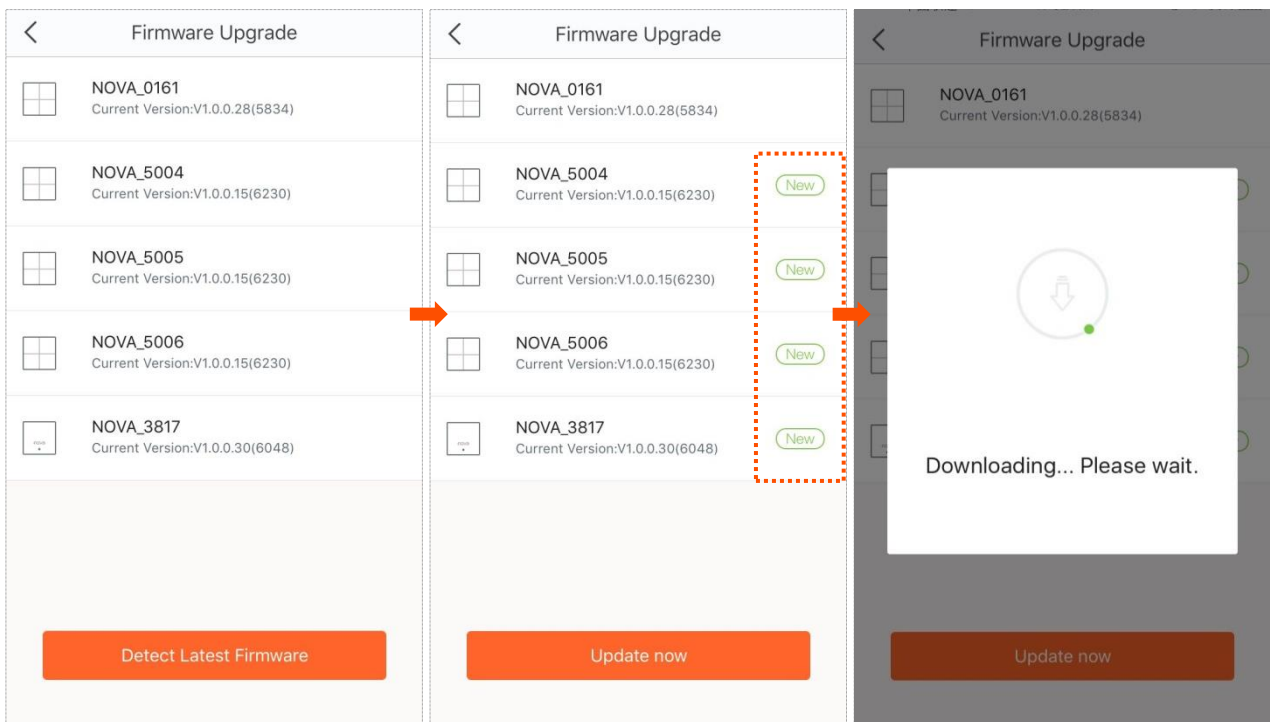 Firmware Upgrade
NOVA_0161
Current Version:V1.0.0.28(5834)
NOVA_5004
Current Version:V1.0.0.15(6230)
NOVA_5005
Current Version:V1.0.0.15(6230)
NOVA_5006
Current Version:V1.0.0.15(6230)
NOVA_3817
Current Version:V1.0.0.30(6048)
Detect Latest Firmware
Firmware Upgrade
NOVA_0161
Current Version:V1.0.0.28(5834)
NOVA_5004
New
Current Version:V1.0.0.15(6230)
NOVA_5005
New
Current Version:V1.0.0.15(6230)
NOVA_5006
New
Current Version:V1.0.0.15(6230)
NOVA_3817
New
Current Version:V1.0.0.30(6048)
Update now
Firmware Upgrade
NOVA_0161
Current Version:V1.0.0.28(5834)
Downloading... Please wait.
Update now